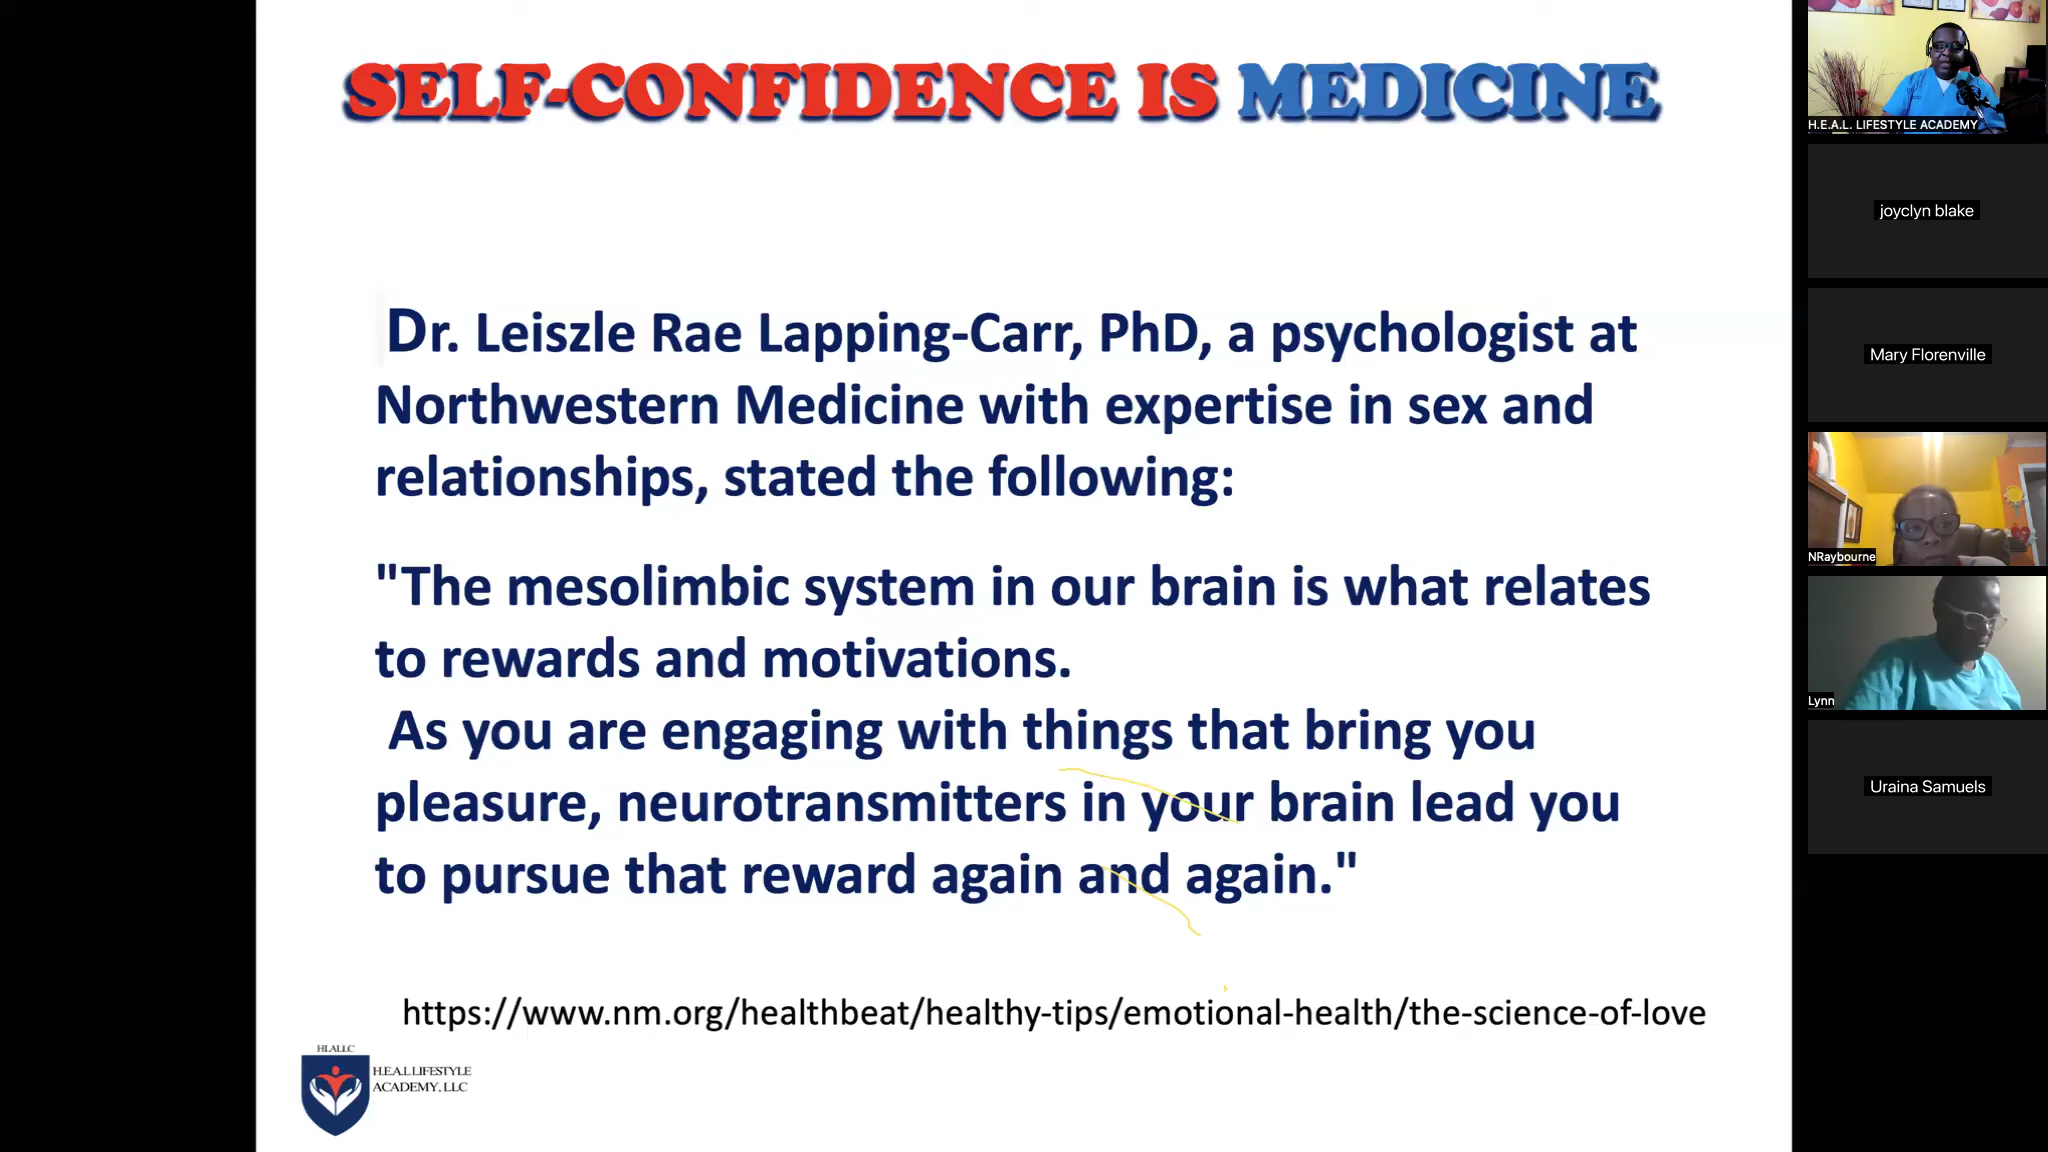 SELF-CONFIDENCE IS MEDICINE
Dr. Leiszle Rae Lapping-Carr, PhD, a psychologist at
Northwestern Medicine with expertise in sex and
relationships, stated the following:
"The mesolimbic system in our brain is what relates
to rewards and motivations.
As you are engaging with things that bring you
pleasure, neurotransmitters in your brain lead you
to pursue that reward again and again."
https://www.nm.org/healthbeat/healthy-tips/emotional-health/the-science-of-love
HLALLC
H.E.A.L LIFESTYLE
ACADEMY, LLC
H.E.A.L. LIFESTYLE ACADEMY
joyclyn blake
Mary Florenville
NRaybourne
Lynn
Uraina Samuels